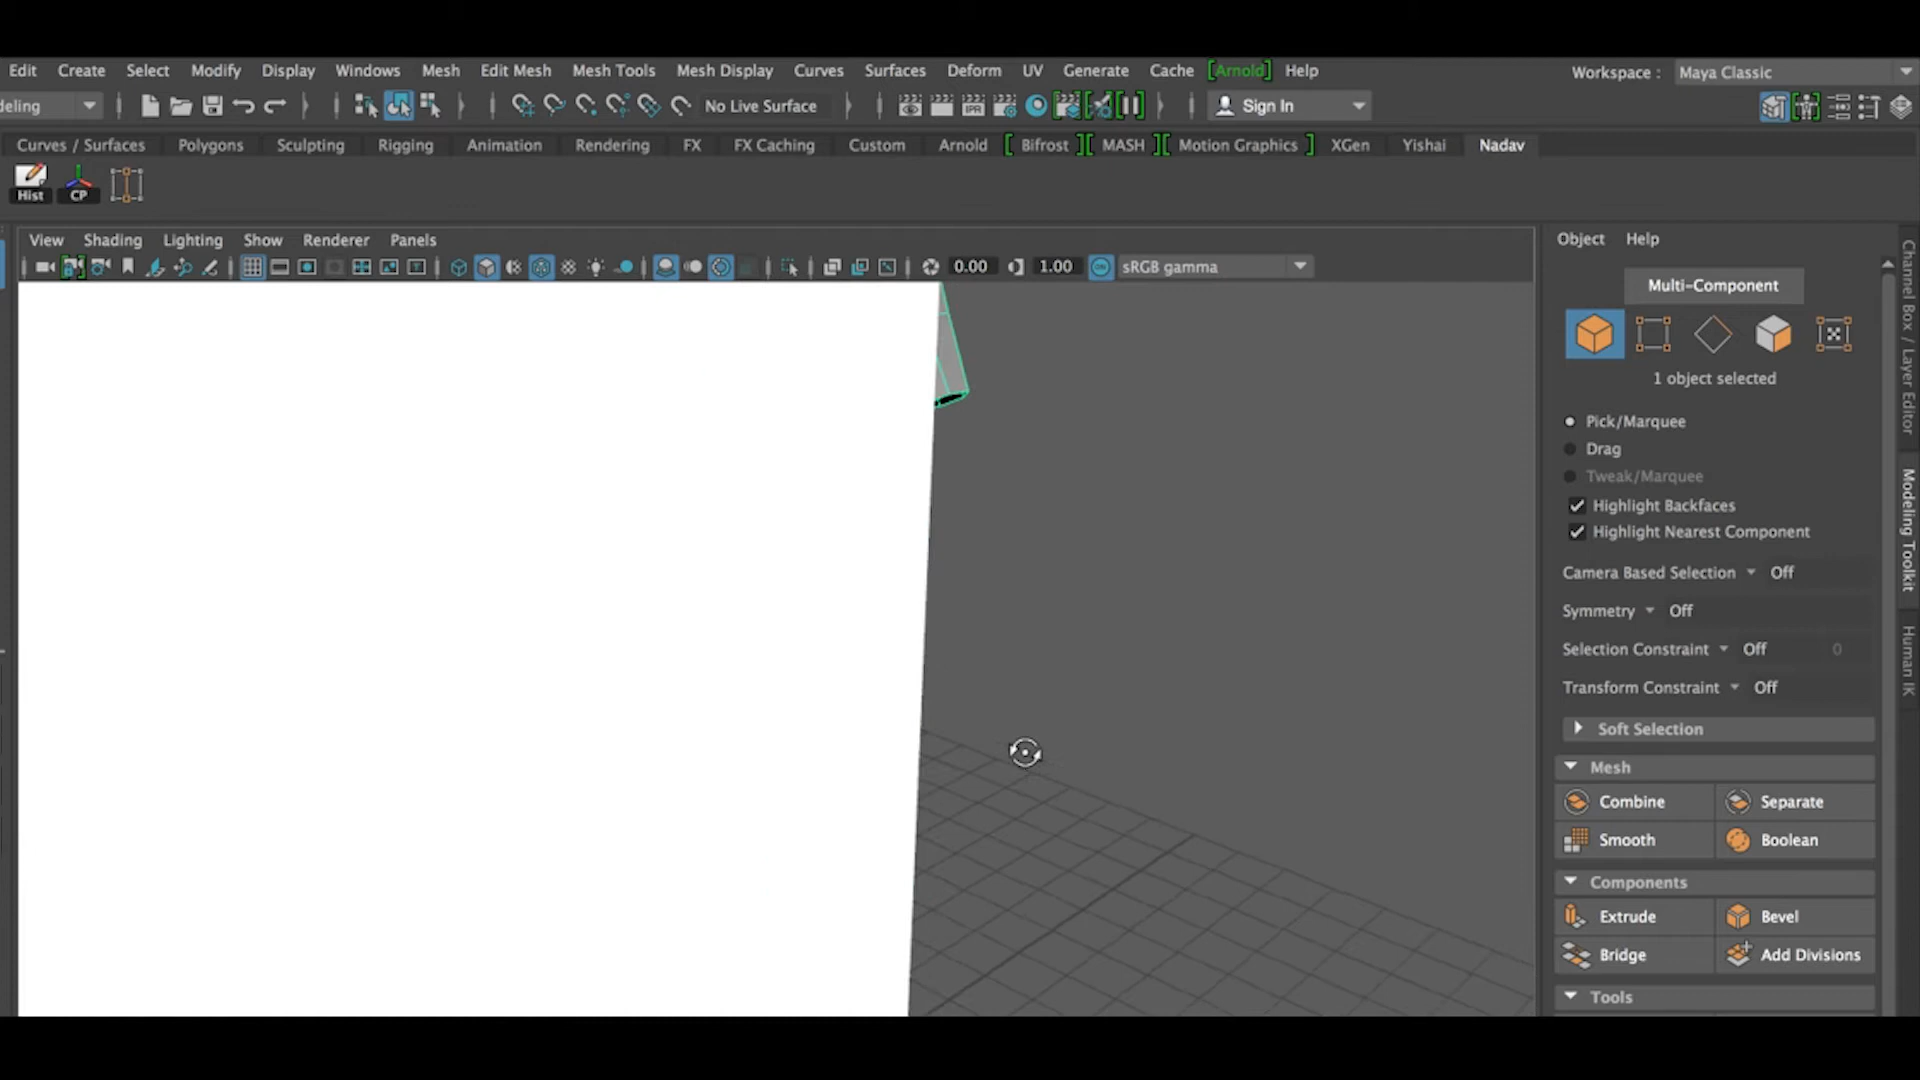 Edit Create Select Modify Display Windows Mesh Edit Mesh Mesh Tools Mesh Display Curves Surfaces Deform UV Generate Cache [Arnold] Help Workspace : Maya Classic
deling No Live Surface IPR Sign In
Curves / Surfaces Polygons Sculpting Rigging Animation Rendering FX FX Caching Custom Arnold [ Bifrost ] [ MASH ] [ Motion Graphics ] XGen Yishai Nadav
Hist CP
View Shading Lighting Show Renderer Panels
0.00 1.00 ON sRGB gamma
Object Help
Multi-Component
1 object selected
Pick/Marquee
Drag
Tweak/Marquee
Highlight Backfaces
Highlight Nearest Component
Camera Based Selection Off
Symmetry Off
Selection Constraint Off 0
Transform Constraint Off
Soft Selection
Mesh
Combine Separate
Smooth Boolean
Components
Extrude Bevel
Bridge Add Divisions
Tools
Channel Box / Layer Editor
Modeling Toolkit
Human IK